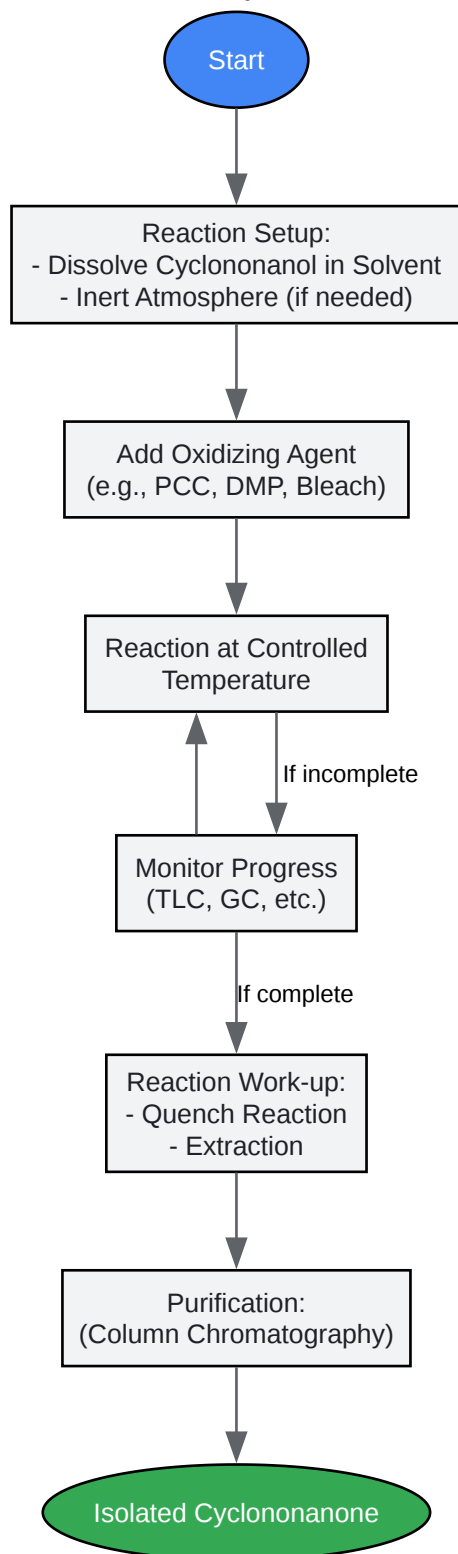 Start
Reaction Setup:
- Dissolve Cyclononanol in Solvent
- Inert Atmosphere (if needed)
Add Oxidizing Agent
(e.g., PCC, DMP, Bleach)
Reaction at Controlled
Temperature
If incomplete
Monitor Progress
(TLC, GC, etc.)
If complete
Reaction Work-up:
- Quench Reaction
- Extraction
Purification:
(Column Chromatography)
Isolated Cyclononanone